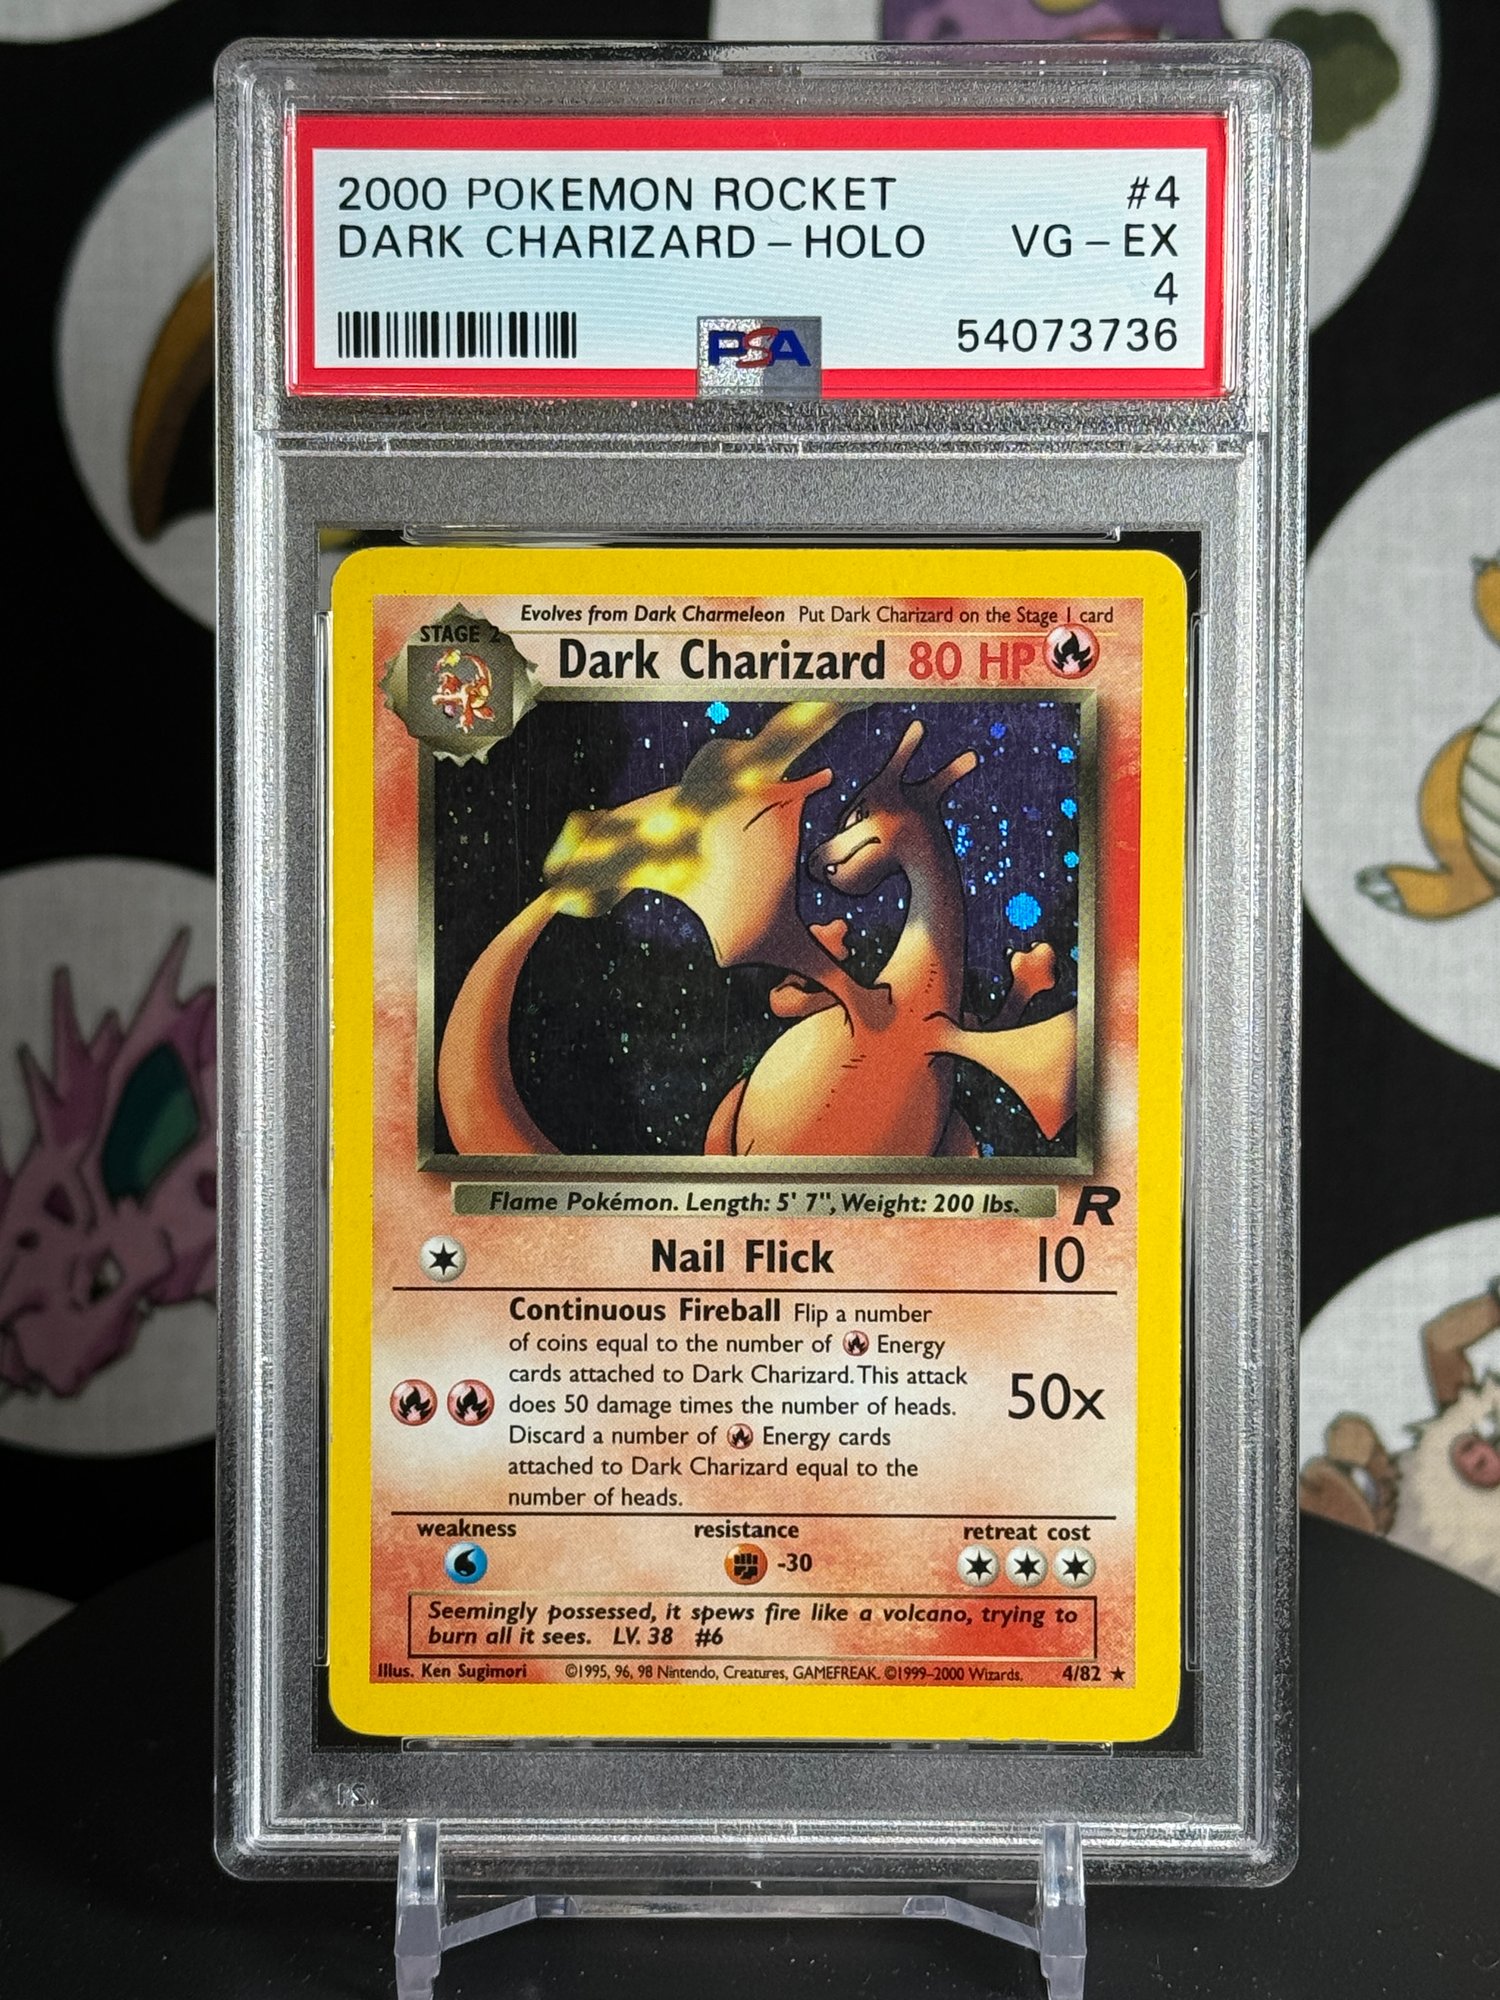 2000 POKEMON ROCKET #4
DARK CHARIZARD - HOLO VG - EX
4
PSA 54073736
Evolves from Dark Charmeleon Put Dark Charizard on the Stage 1 card
STAGE 2
Dark Charizard 80 HP
Flame Pokémon. Length: 5' 7", Weight: 200 lbs.
R
Nail Flick 10
Continuous Fireball Flip a number
of coins equal to the number of Energy
cards attached to Dark Charizard. This attack
does 50 damage times the number of heads.
50x
Discard a number of Energy cards
attached to Dark Charizard equal to the
number of heads.
weakness resistance retreat cost
-30
Seemingly possessed, it spews fire like a volcano, trying to
burn all it sees. LV. 38 #6
Illus. Ken Sugimori ©1995, 96, 98 Nintendo, Creatures, GAMEFREAK. ©1999-2000 Wizards. 4/82 ★